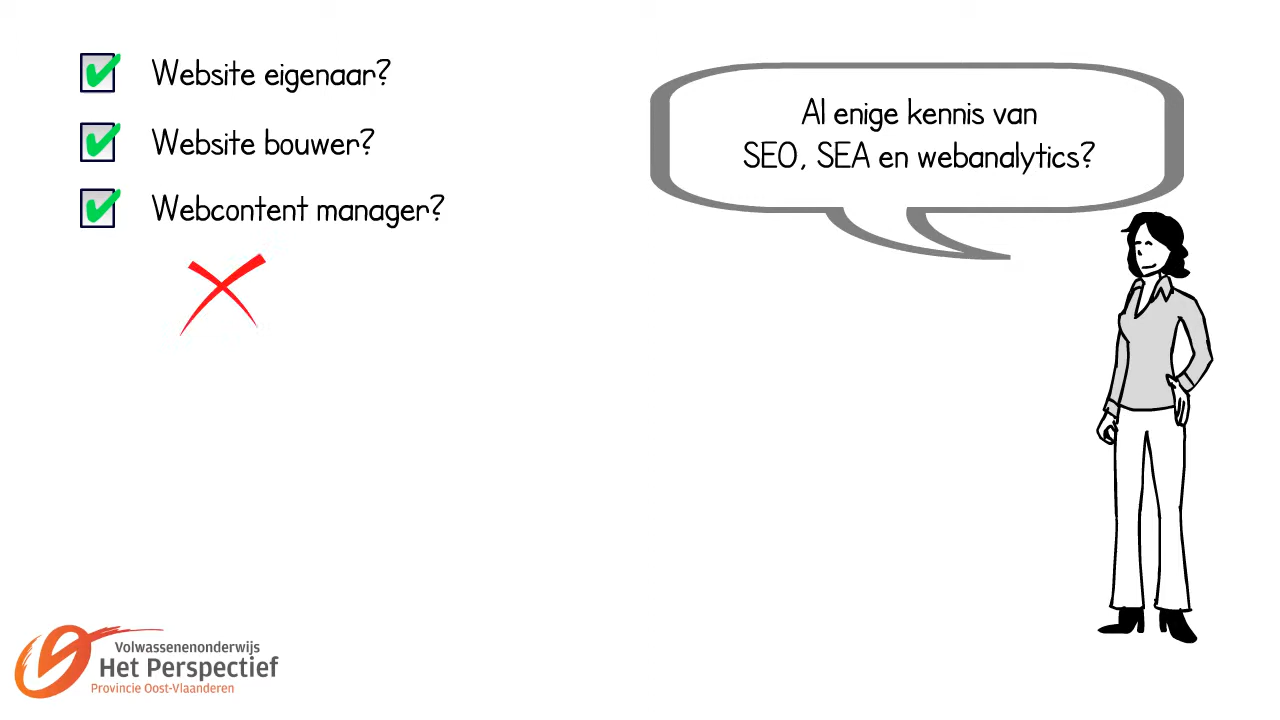 Website eigenaar?
Website bouwer?
Webcontent manager?
Al enige kennis van
SEO, SEA en webanalytics?
Volwassenenonderwijs
Het Perspectief
Provincie Oost-Vlaanderen